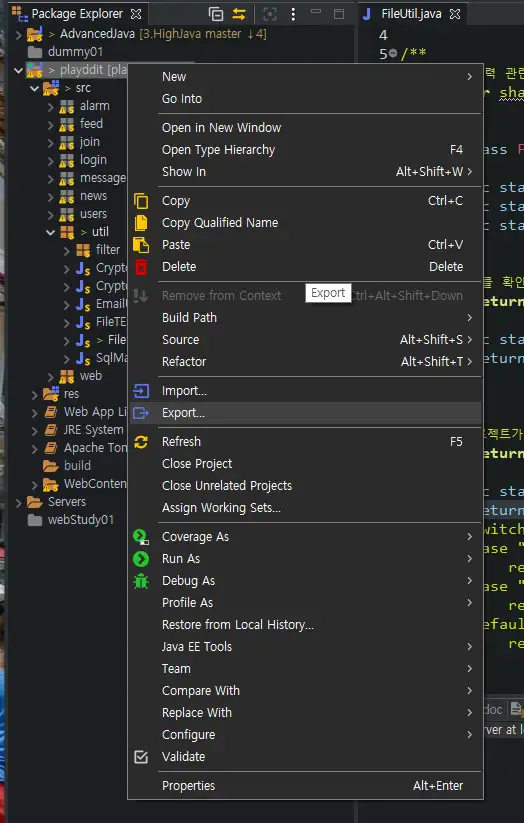 Package Explorer
FileUtil.java
> AdvancedJava [3.HighJava master ↓4]
dummy01
> playddit [pla
> src
alarm
feed
join
login
message
news
users
> util
filter
Crypto
Crypto
Email
FileTE
> File
SqlMa
web
res
Web App Li
JRE System
Apache Tom
build
WebConten
Servers
webStudy01
New
Go Into
Open in New Window
Open Type Hierarchy F4
Show In Alt+Shift+W
Copy Ctrl+C
Copy Qualified Name
Paste Ctrl+V
Delete Delete
Remove from Context Ctrl+Alt+Shift+Down
Export
Build Path
Source Alt+Shift+S
Refactor Alt+Shift+T
Import...
Export...
Refresh F5
Close Project
Close Unrelated Projects
Assign Working Sets...
Coverage As
Run As
Debug As
Profile As
Restore from Local History...
Java EE Tools
Team
Compare With
Replace With
Configure
Validate
Properties Alt+Enter
4
5 /**
력 관련
r sha
ass F
c sta
c sta
c sta
를 확인
return
c sta
return
로젝트가
return
c sta
return
witch
ase "
re
ase "
re
efaul
re
doc
ver at lo